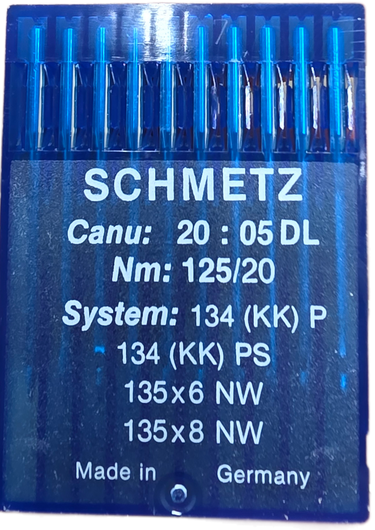 SCHMETZ
Canu: 20 : 05 DL
Nm: 125/20
System: 134 (KK) P
134 (KK) PS
135x6 NW
135x8 NW
Made in Germany